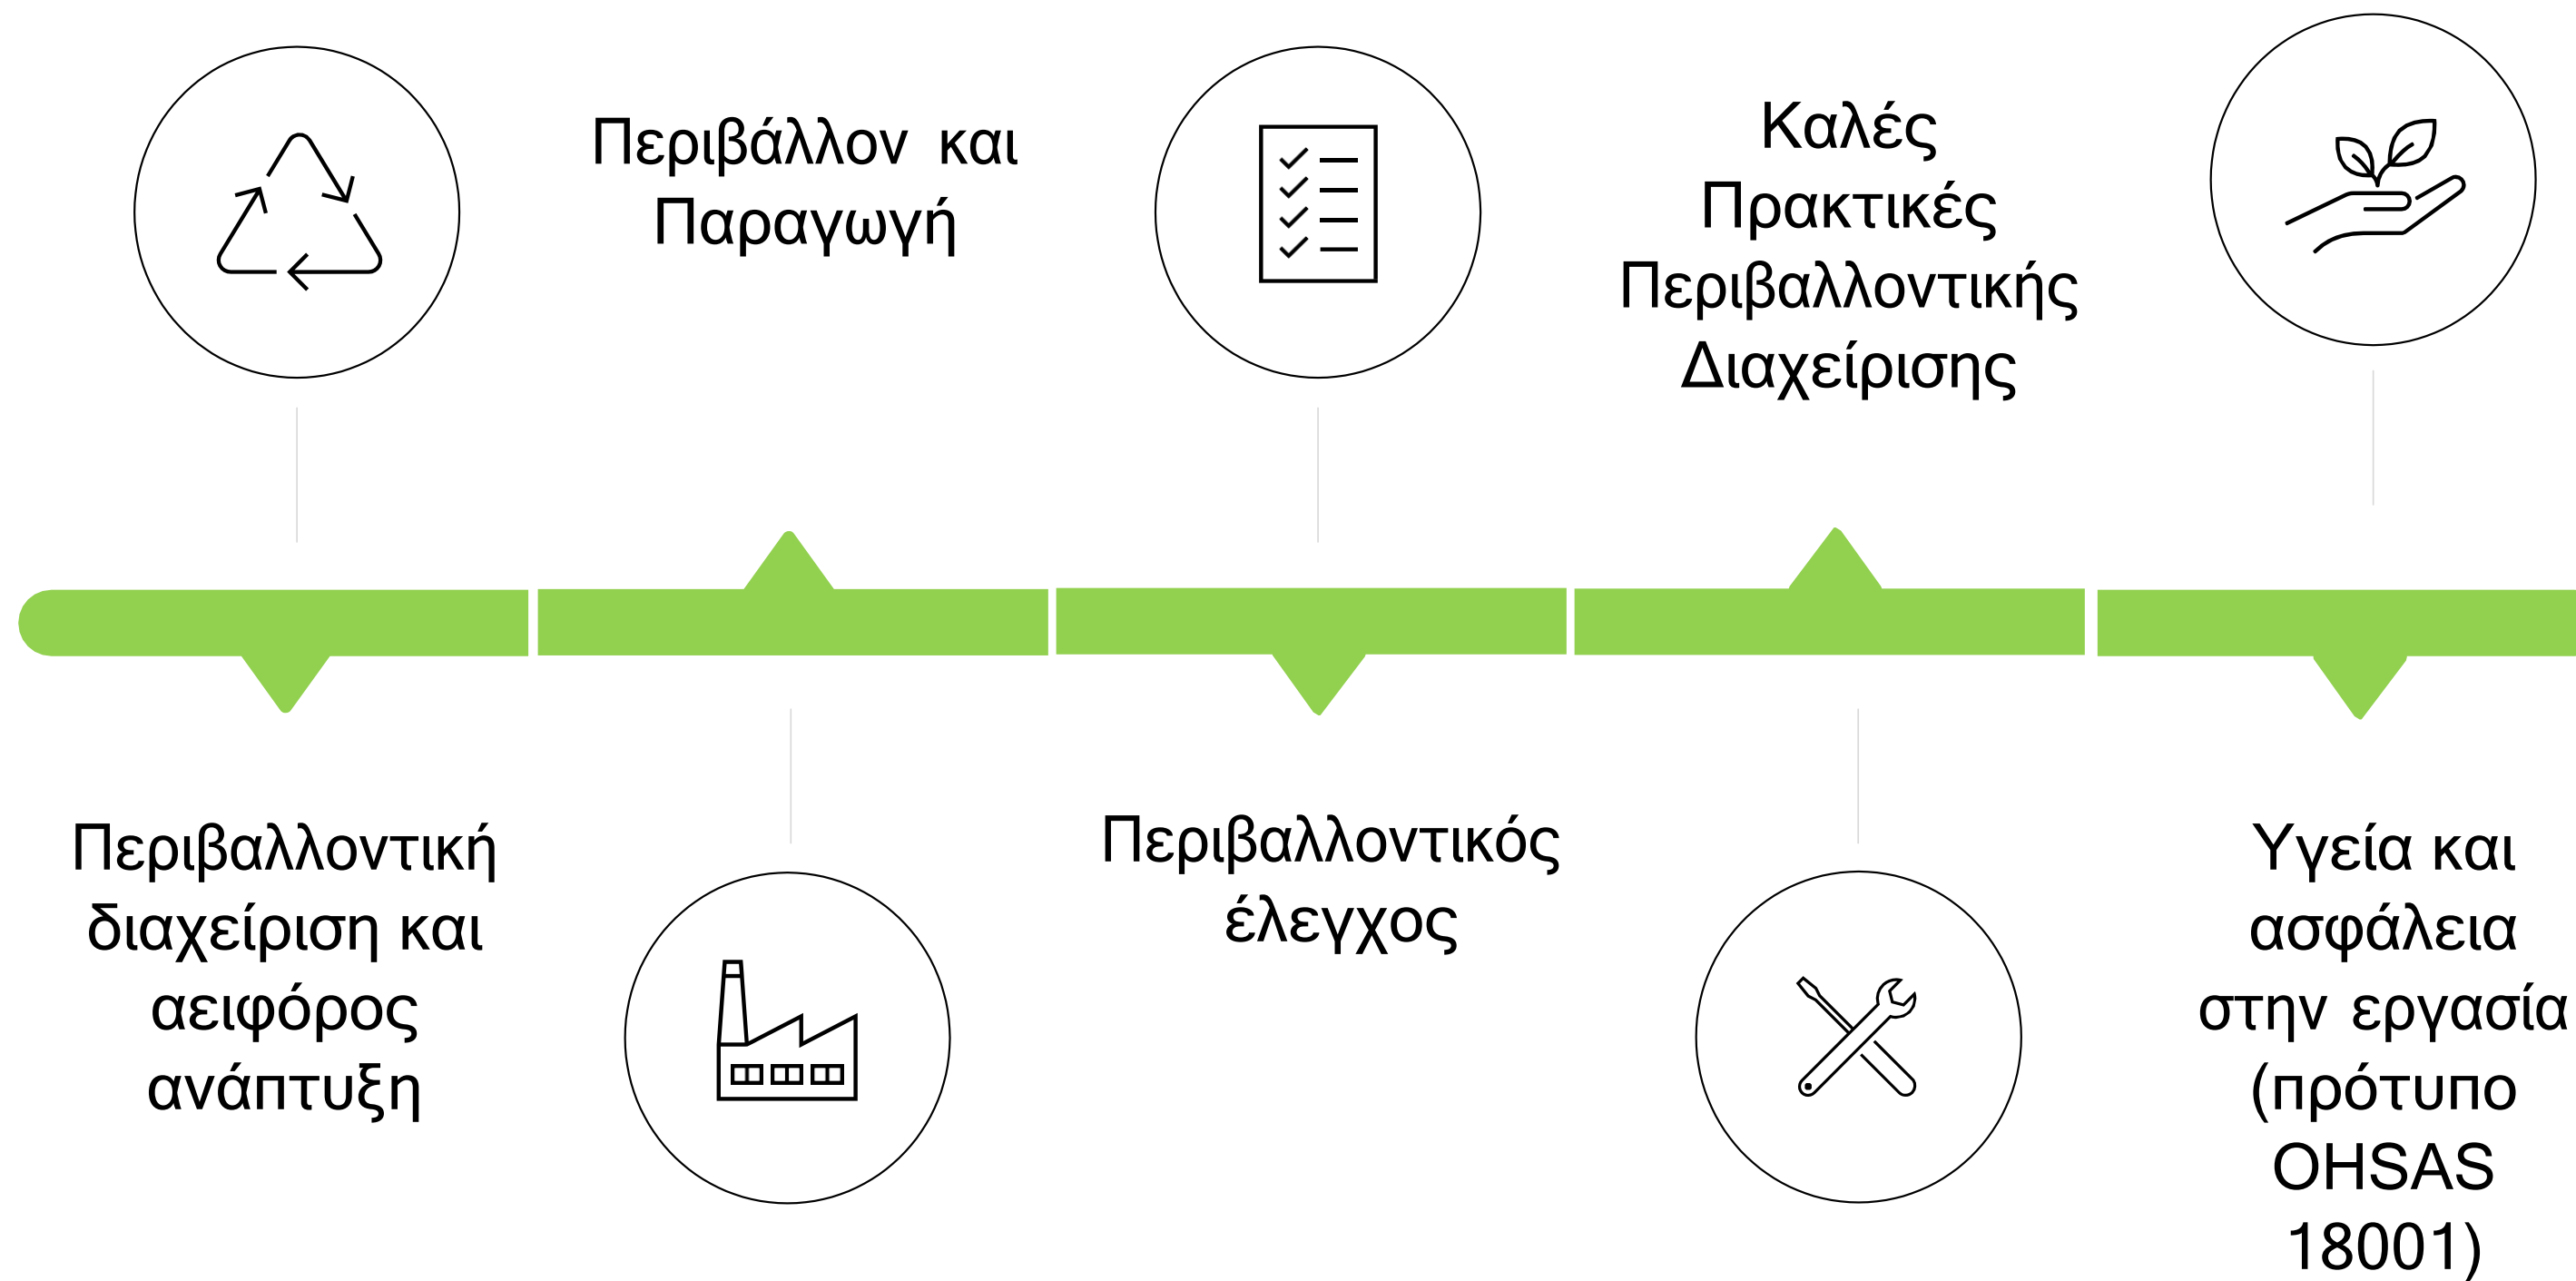 Περιβάλλον και
Παραγωγή
Καλές
Πρακτικές
Περιβαλλοντικής
Διαχείρισης
Περιβαλλοντική
διαχείριση και
αειφόρος
ανάπτυξη
Περιβαλλοντικός
έλεγχος
Υγεία και
ασφάλεια
στην εργασία
(πρότυπο
OHSAS
18001)